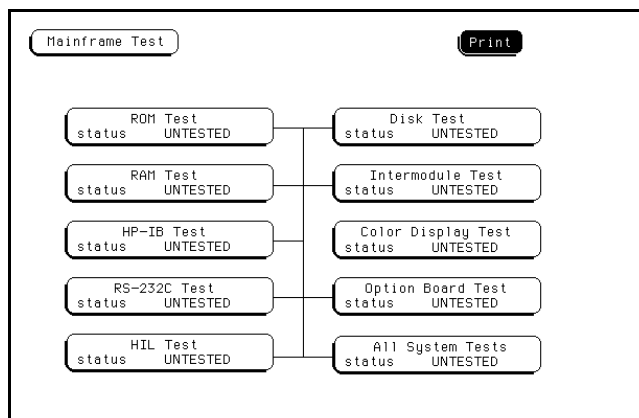 Mainframe Test
Print
ROM Test
status UNTESTED
Disk Test
status UNTESTED
RAM Test
status UNTESTED
Intermodule Test
status UNTESTED
HP-IB Test
status UNTESTED
Color Display Test
status UNTESTED
RS-232C Test
status UNTESTED
Option Board Test
status UNTESTED
HIL Test
status UNTESTED
All System Tests
status UNTESTED